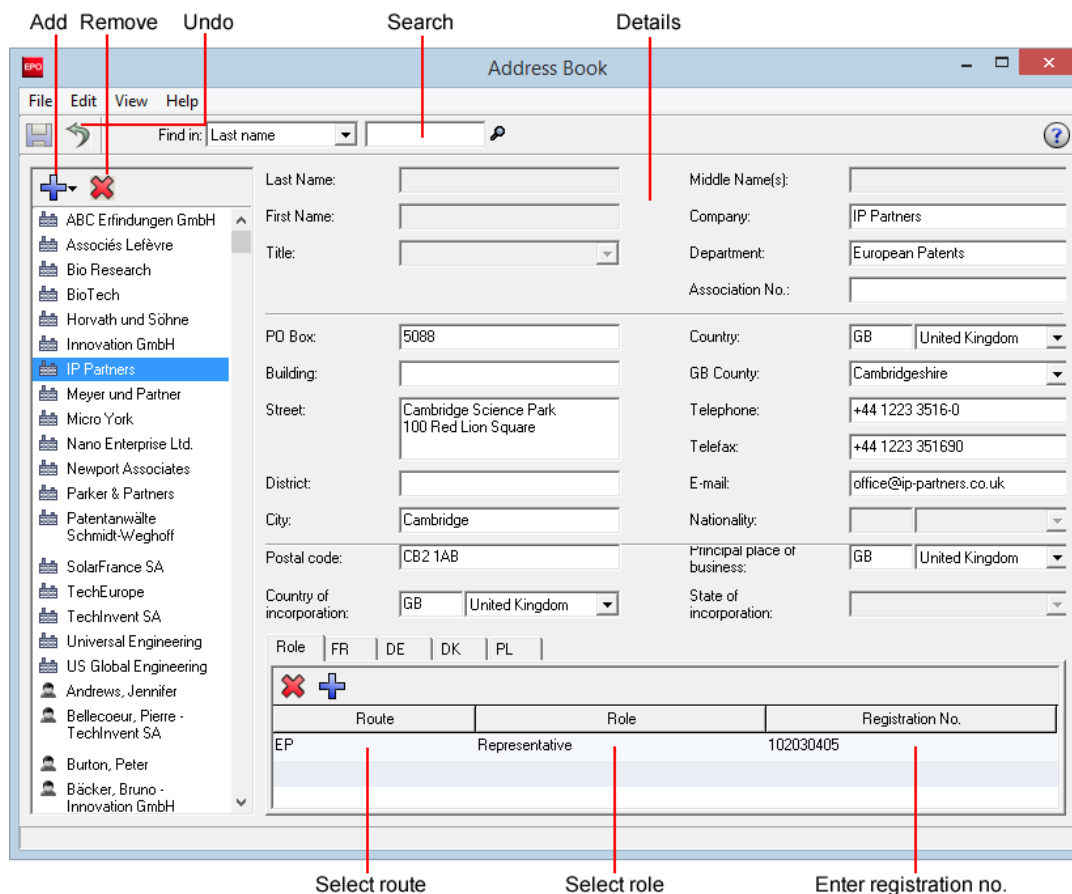 Add Remove Undo Search Details
EPO Address Book
File Edit View Help
Find in: Last name
ABC Erfindungen GmbH
Associés Lefèvre
Bio Research
BioTech
Horvath und Söhne
Innovation GmbH
IP Partners
Meyer und Partner
Micro York
Nano Enterprise Ltd.
Newport Associates
Parker & Partners
Patentanwälte
Schmidt-Weghoff
SolarFrance SA
TechEurope
TechInvent SA
Universal Engineering
US Global Engineering
Andrews, Jennifer
Bellecoeur, Pierre -
TechInvent SA
Burton, Peter
Bäcker, Bruno -
Innovation GmbH
Last Name: Middle Name(s):
First Name: Company: IP Partners
Title: Department: European Patents
Association No.:
PO Box: 5088 Country: GB United Kingdom
Building: GB County: Cambridgeshire
Street: Cambridge Science Park Telephone: +44 1223 3516-0
100 Red Lion Square
Telefax: +44 1223 351690
District: E-mail: office@ip-partners.co.uk
City: Cambridge Nationality:
Postal code: CB2 1AB Principal place of
business: GB United Kingdom
Country of
incorporation: GB United Kingdom State of
incorporation:
Role FR DE DK PL
Route Role Registration No.
EP Representative 102030405
Select route Select role Enter registration no.